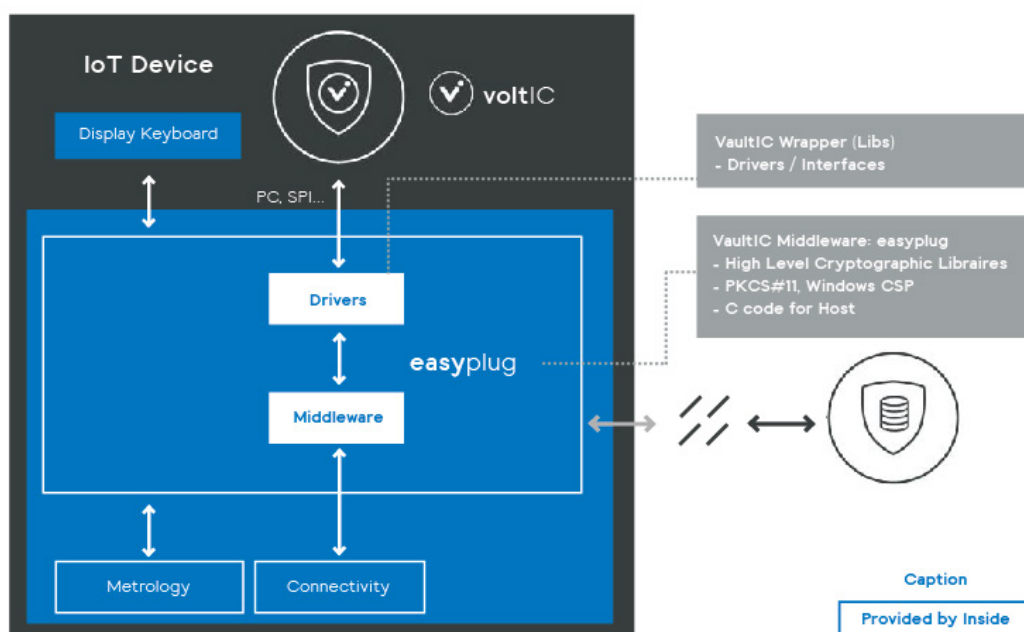 IoT Device
voltIC
Display Keyboard
PC, SPI...
VaultIC Wrapper (Libs)
- Drivers / Interfaces
VaultIC Middleware: easyplug
- High Level Cryptographic Libraires
- PKCS#11, Windows CSP
- C code for Host
Drivers
easyplug
Middleware
Metrology
Connectivity
Caption
Provided by Inside